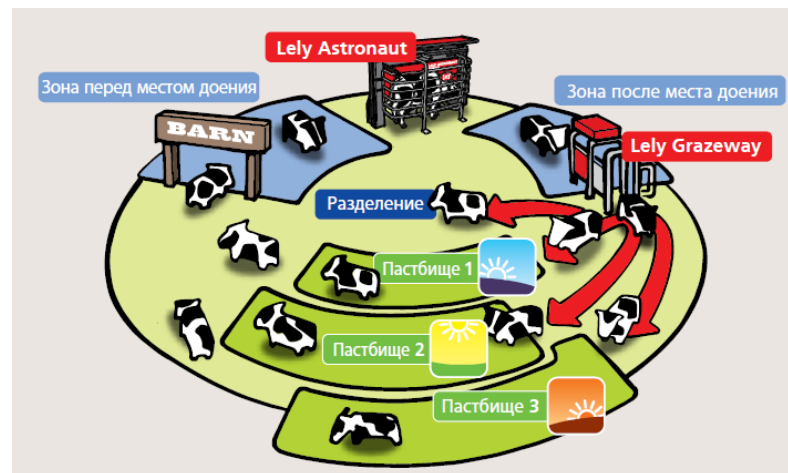 Lely Astronaut
Зона перед местом доения
Зона после места доения
BARN
Lely Grazeway
Разделение
Пастбище 1
Пастбище 2
Пастбище 3